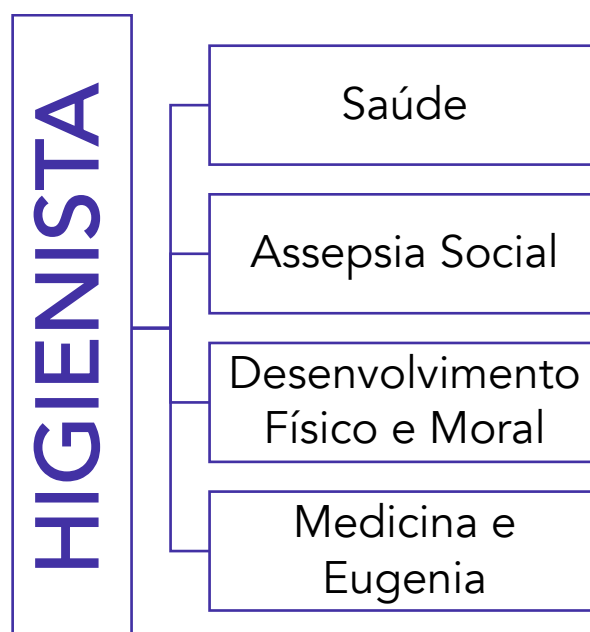 HIGIENISTA
Saúde
Assepsia Social
Desenvolvimento
Físico e Moral
Medicina e
Eugenia